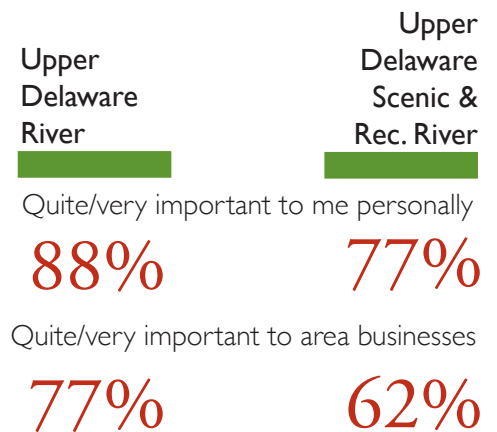 Upper
Delaware
River
Upper
Delaware
Scenic &
Rec. River
Quite/very important to me personally
88%
77%
Quite/very important to area businesses
77%
62%